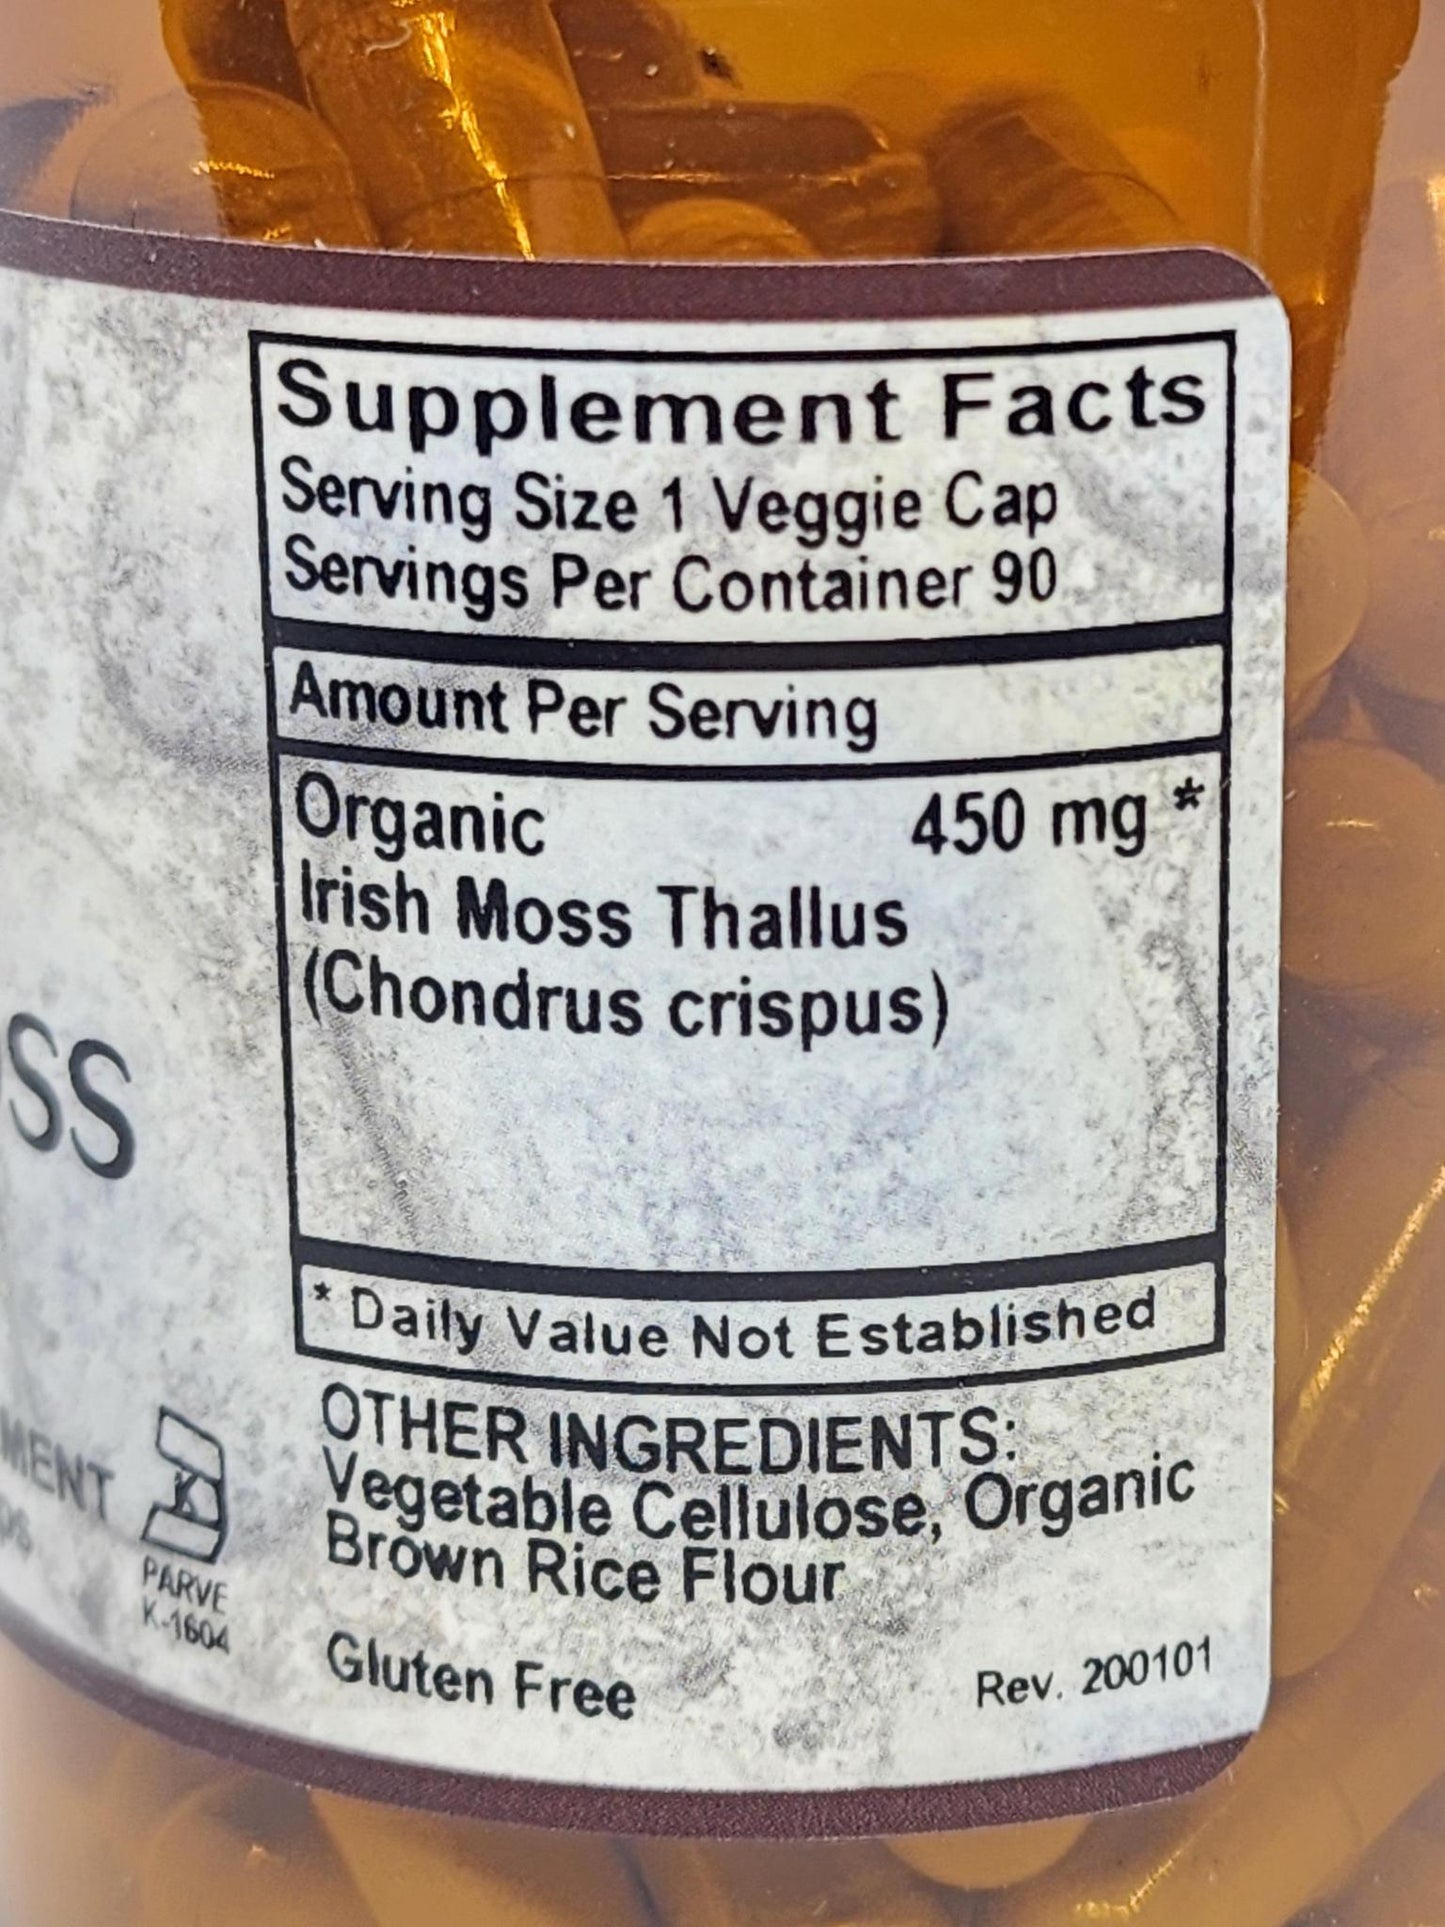 Supplement Facts
Serving Size 1 Veggie Cap
Servings Per Container 90
Amount Per Serving
Organic 450 mg *
Irish Moss Thallus
(Chondrus crispus)
* Daily Value Not Established
OTHER INGREDIENTS:
Vegetable Cellulose, Organic
Brown Rice Flour
Gluten Free
Rev. 200101
SS
MENT
K
PARVE
K-1604